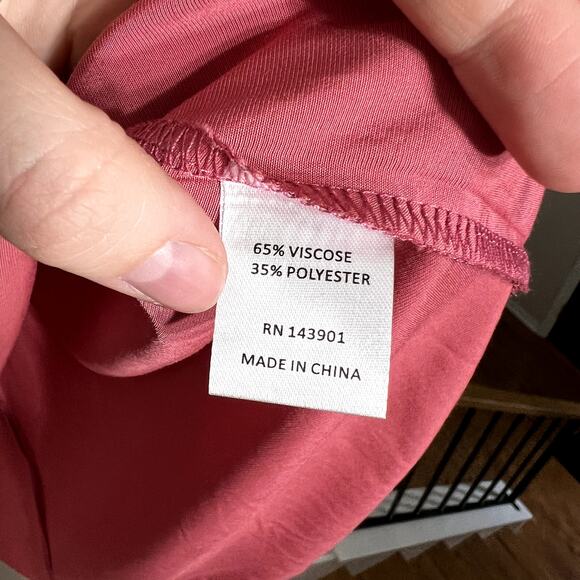 65% VISCOSE
35% POLYESTER
RN 143901
MADE IN CHINA